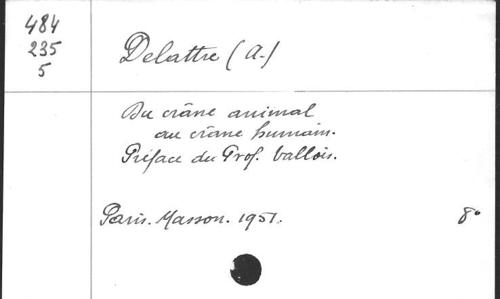 484
235
5
Delattre (A.)
Du crâne animal
au crâne humain.
Préface du Prof. Vallois.
Paris. Masson. 1951.
8°